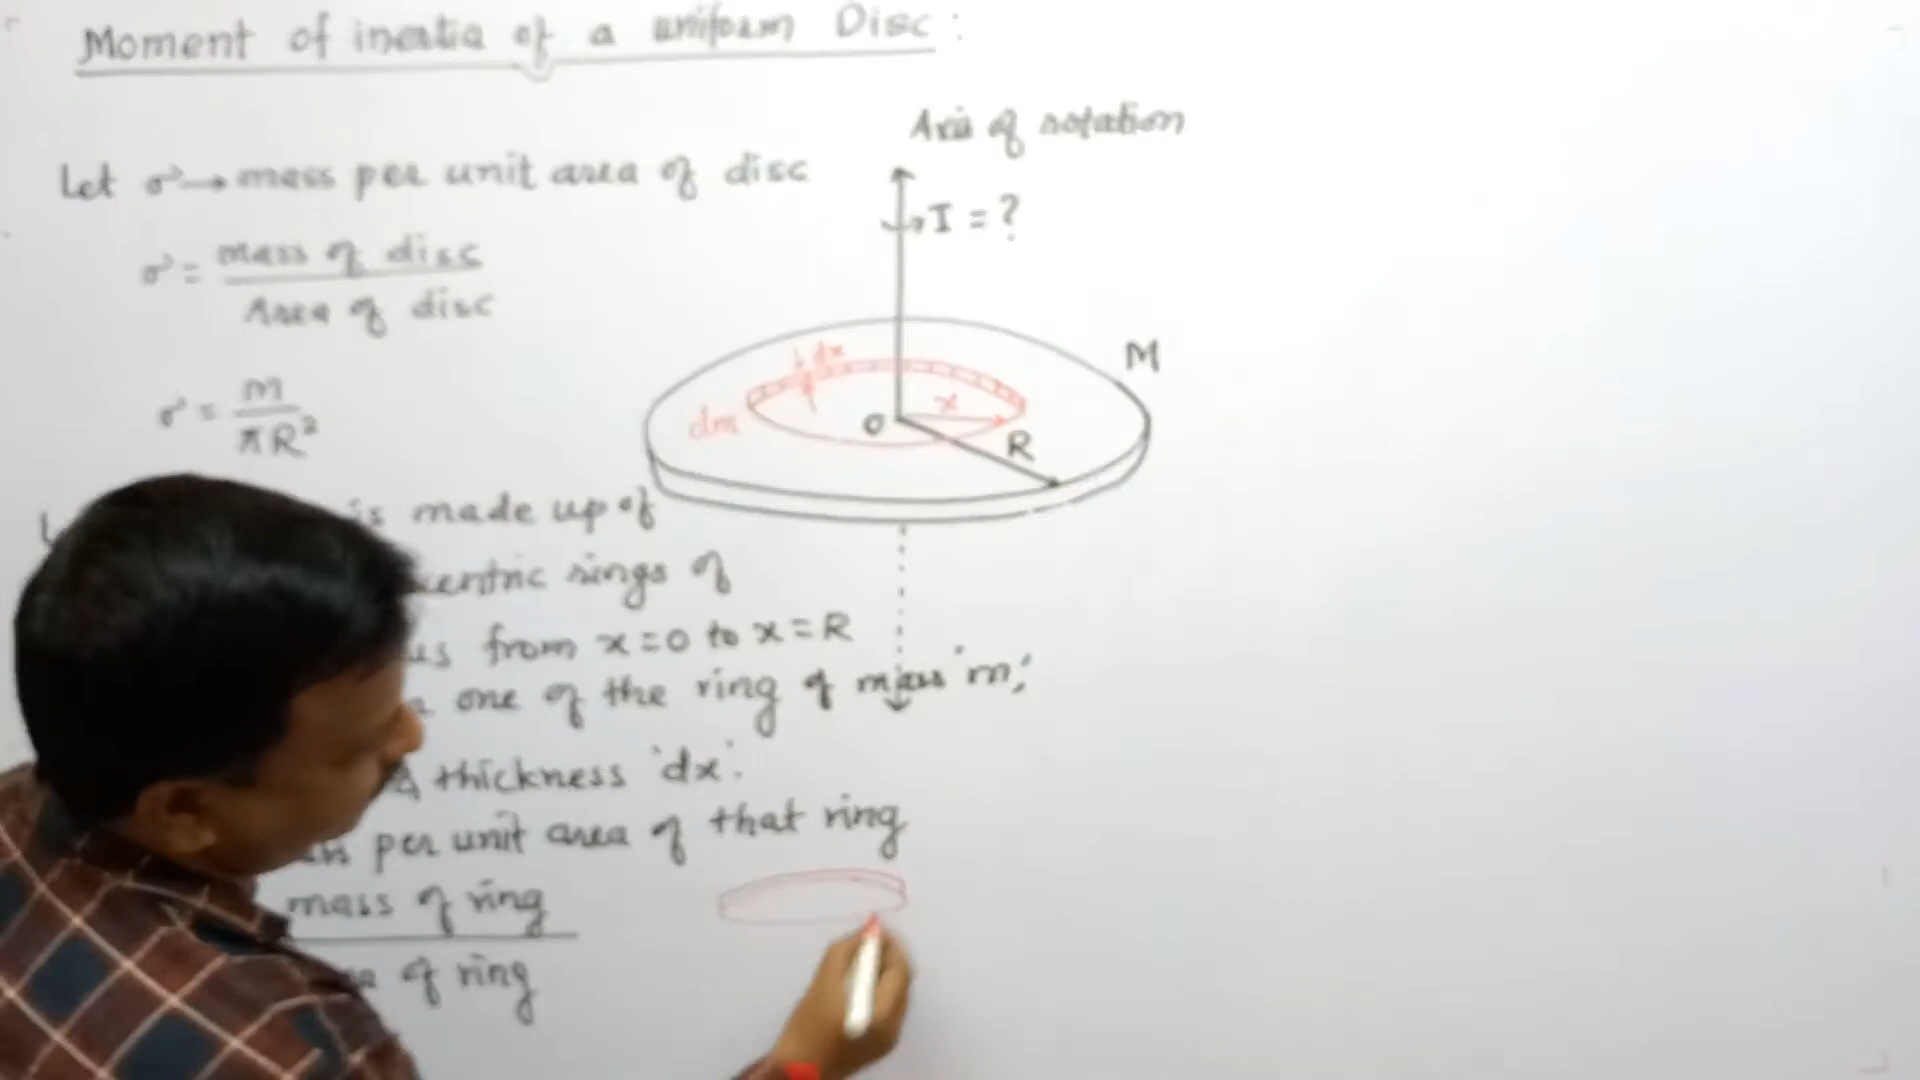 Moment of inertia of a uniform Disc :
Axis of rotation
Let σ → mass per unit area of disc
I = ?
σ = mass of disc
Area of disc
σ = M
πR²
M
dx
dm
x
O
R
is made up of
centric rings of
from x=0 to x=R
one of the ring of mass 'm',
thickness 'dx'.
per unit area of that ring
mass of ring
of ring